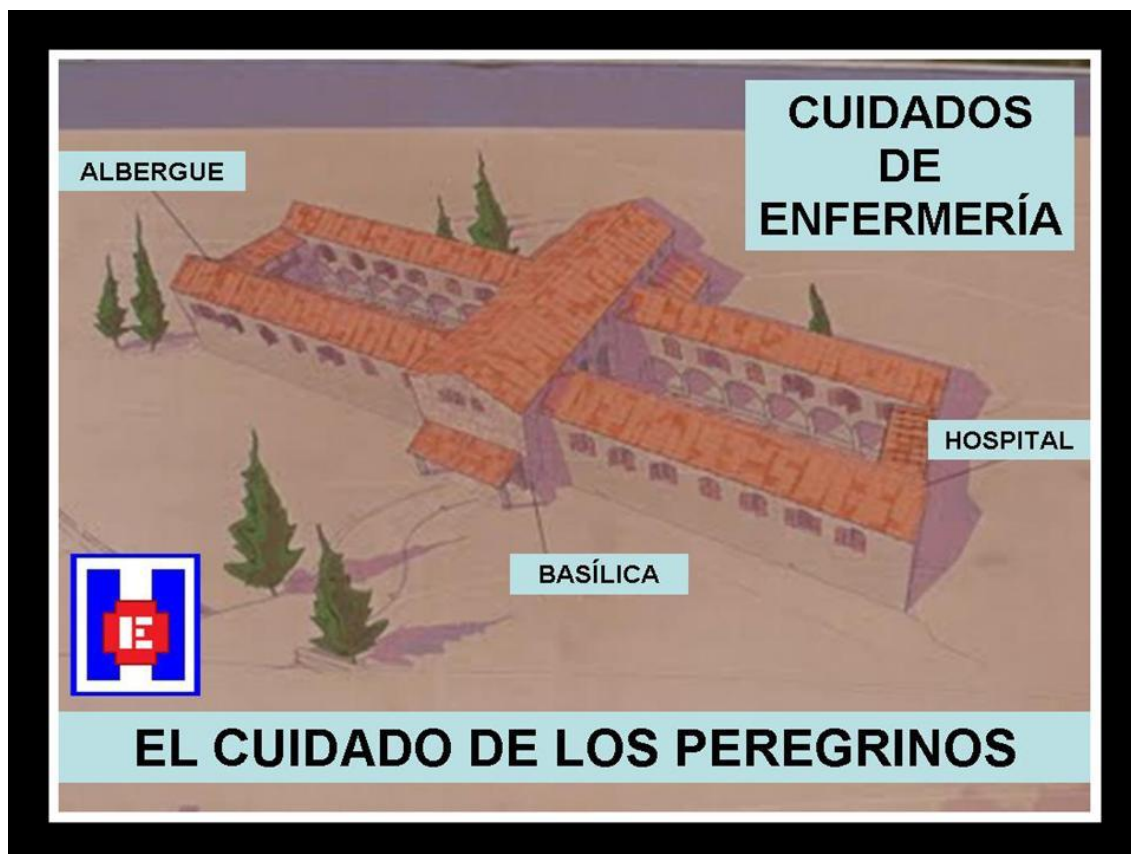 CUIDADOS
DE
ENFERMERÍA
ALBERGUE
HOSPITAL
BASÍLICA
H
E
EL CUIDADO DE LOS PEREGRINOS